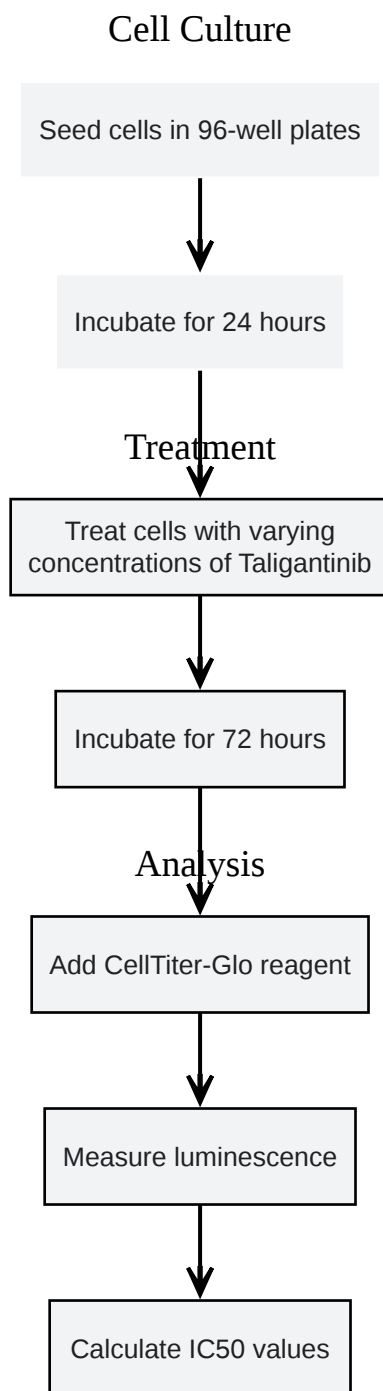 Cell Culture
Seed cells in 96-well plates
Incubate for 24 hours
Treatment
Treat cells with varying
concentrations of Taligantinib
Incubate for 72 hours
Analysis
Add CellTiter-Glo reagent
Measure luminescence
Calculate IC50 values